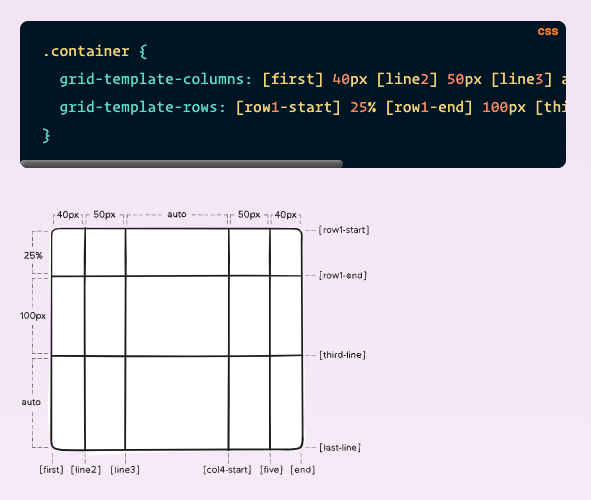 css
.container {
grid-template-columns: [first] 40px [line2] 50px [line3] a
grid-template-rows: [row1-start] 25% [row1-end] 100px [thi
}
40px 50px auto 50px 40px
[row1-start]
25%
[row1-end]
100px
[third-line]
auto
[last-line]
[first] [line2] [line3] [col4-start] [five] [end]